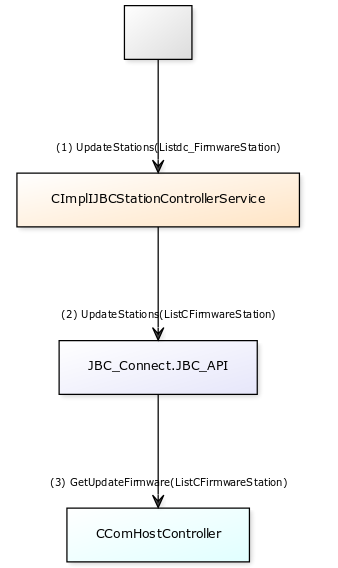 (1) UpdateStations(Listdc_FirmwareStation)
CImplIJBCStationControllerService
(2) UpdateStations(ListCFirmwareStation)
JBC_Connect.JBC_API
(3) GetUpdateFirmware(ListCFirmwareStation)
CComHostController